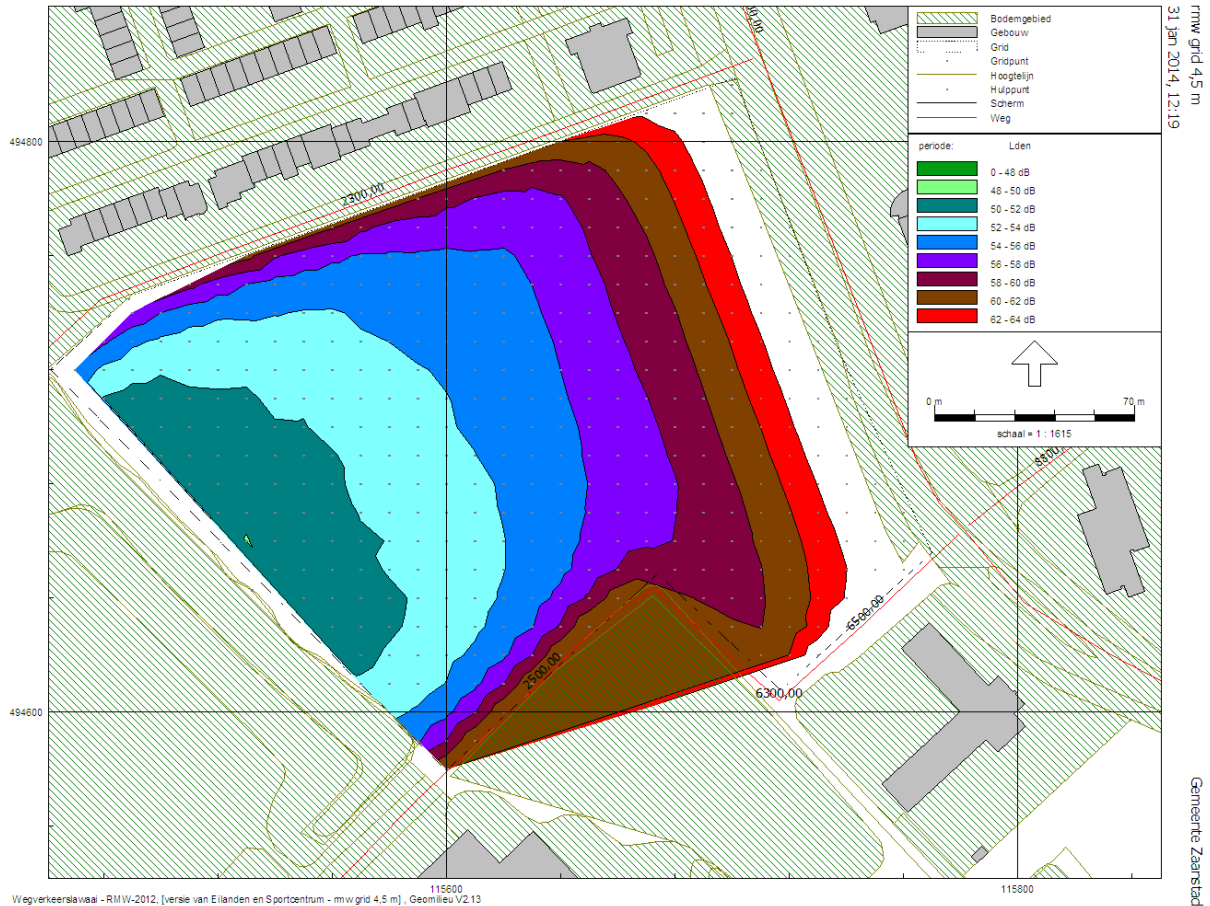 rmw grid 4,5 m
31 jan 2014, 12:19
Bodemgebied
Gebouw
Grid
Gridpunt
Hoogtelijn
Hulppunt
Scherm
Weg
periode: Lden
0 - 48 dB
48 - 50 dB
50 - 52 dB
52 - 54 dB
54 - 56 dB
56 - 58 dB
58 - 60 dB
60 - 62 dB
62 - 64 dB
0 m 70 m
schaal = 1 : 1615
494800
2300,00
2500,00
6500,00
6300,00
494600
115600
115800
Gemeente Zaanstad
Wegverkeerslawaai - RMW-2012, [versie van Eilanden en Sportcentrum - rmw grid 4,5 m] , Geomilieu V2.13